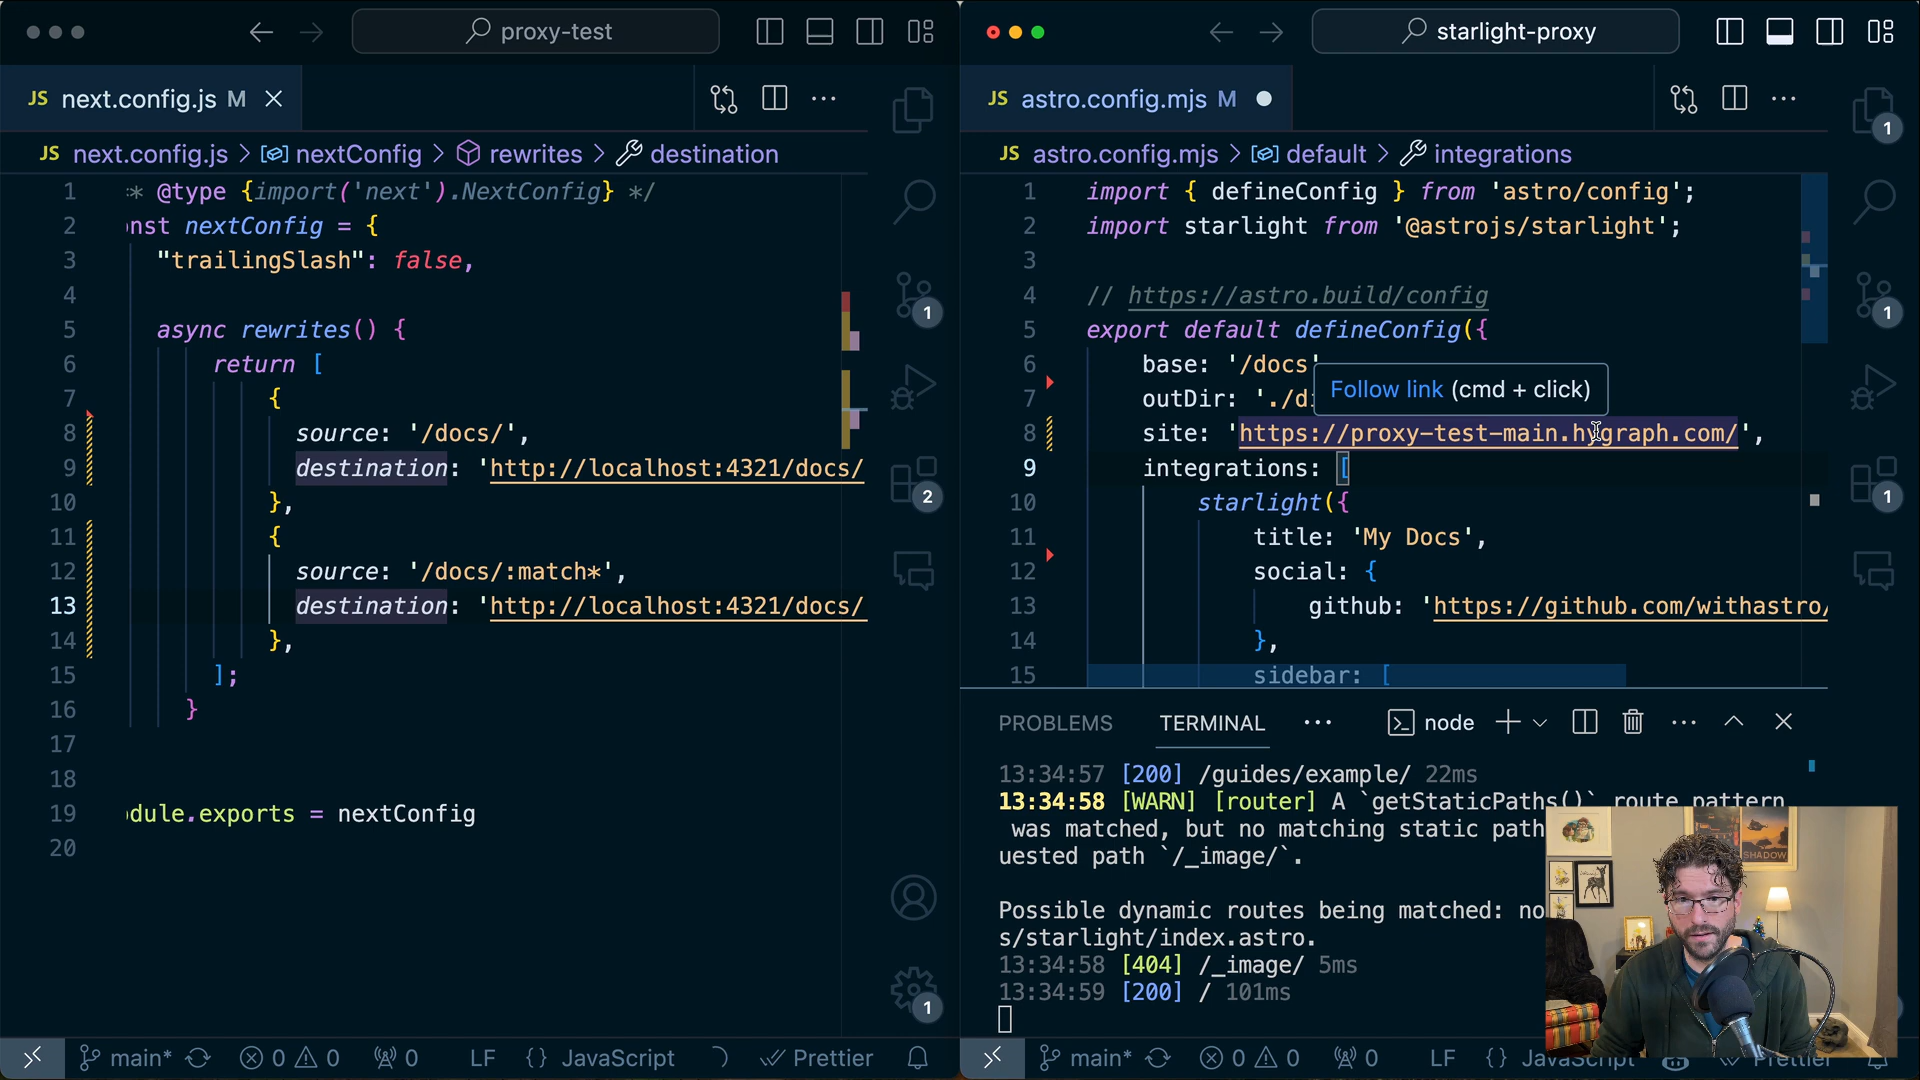 proxy-test
JS next.config.js M
JS next.config.js > nextConfig > rewrites > destination
1 * @type {import('next').NextConfig} */
2 nst nextConfig = {
3 "trailingSlash": false,
4
5 async rewrites() {
6 return [
7 {
8 source: '/docs/',
9 destination: 'http://localhost:4321/docs/
10 },
11 {
12 source: '/docs/:match*',
13 destination: 'http://localhost:4321/docs/
14 },
15 ];
16 }
17
18
19 dule.exports = nextConfig
20
1
2
1
main* 0 0 0 LF {} JavaScript Prettier
starlight-proxy
JS astro.config.mjs M
JS astro.config.mjs > default > integrations
1 import { defineConfig } from 'astro/config';
2 import starlight from '@astrojs/starlight';
3
4 // https://astro.build/config
5 export default defineConfig({
6 base: '/docs'
Follow link (cmd + click)
7 outDir: './di
8 site: 'https://proxy-test-main.hygraph.com/',
9 integrations: [
10 starlight({
11 title: 'My Docs',
12 social: {
13 github: 'https://github.com/withastro/
14 },
15 sidebar: [
1
1
1
PROBLEMS TERMINAL ... node
13:34:57 [200] /guides/example/ 22ms
13:34:58 [WARN] [router] A `getStaticPaths()` route pattern
was matched, but no matching static path
uested path `/_image/`.
Possible dynamic routes being matched: no
s/starlight/index.astro.
13:34:58 [404] /_image/ 5ms
13:34:59 [200] / 101ms
SHADOW
main* 0 0 0 LF {} JavaScript Prettier